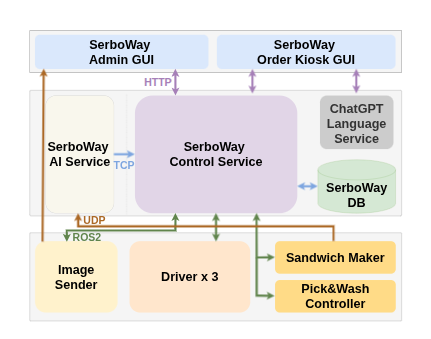 SerboWay
Admin GUI
SerboWay
Order Kiosk GUI
HTTP
SerboWay
AI Service
TCP
SerboWay
Control Service
ChatGPT
Language
Service
SerboWay
DB
UDP
ROS2
Image
Sender
Driver x 3
Sandwich Maker
Pick&Wash
Controller